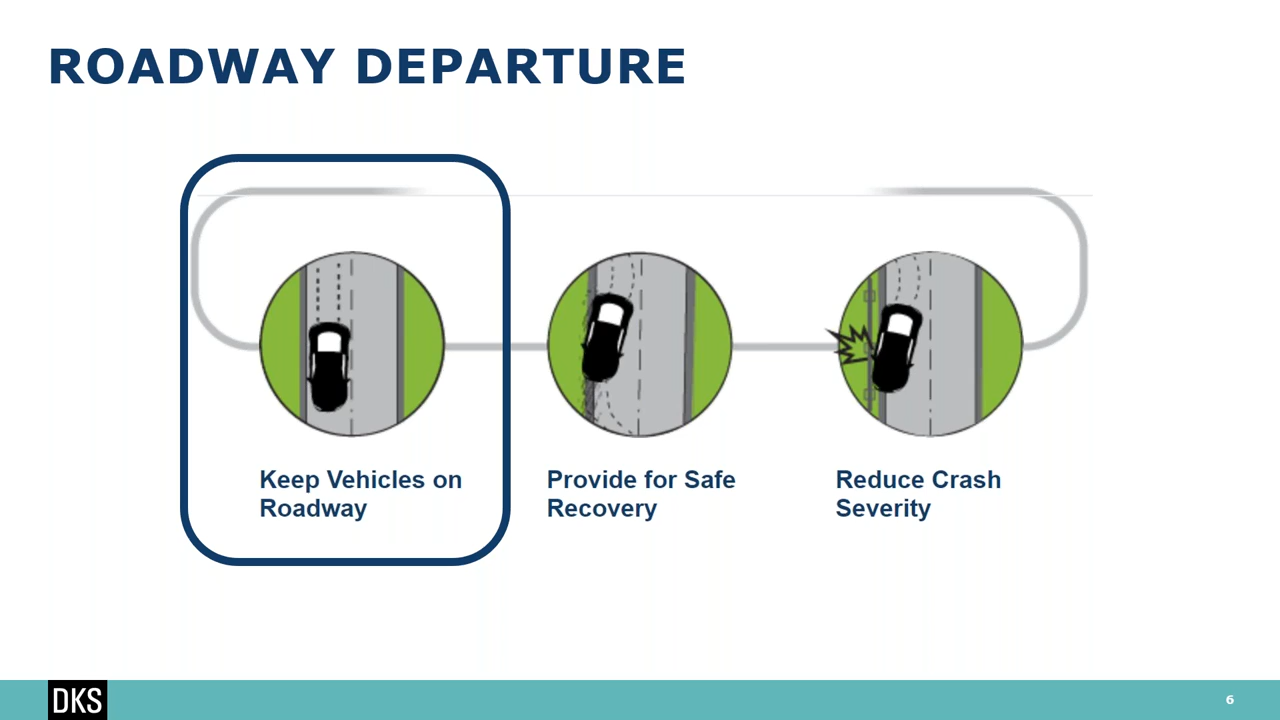 ROADWAY DEPARTURE
Keep Vehicles on
Roadway
Provide for Safe
Recovery
Reduce Crash
Severity
DKS
6